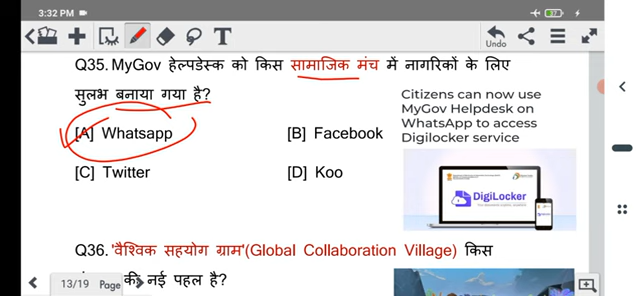 3:32 PM
37
Undo
Q35. MyGov हेल्पडेस्क को किस सामाजिक मंच में नागरिकों के लिए
सुलभ बनाया गया है?
[A] Whatsapp
[B] Facebook
[C] Twitter
[D] Koo
Citizens can now use
MyGov Helpdesk on
WhatsApp to access
Digilocker service
DigiLocker
Q36. 'वैश्विक सहयोग ग्राम'(Global Collaboration Village) किस
13/19 Page
की नई पहल है?